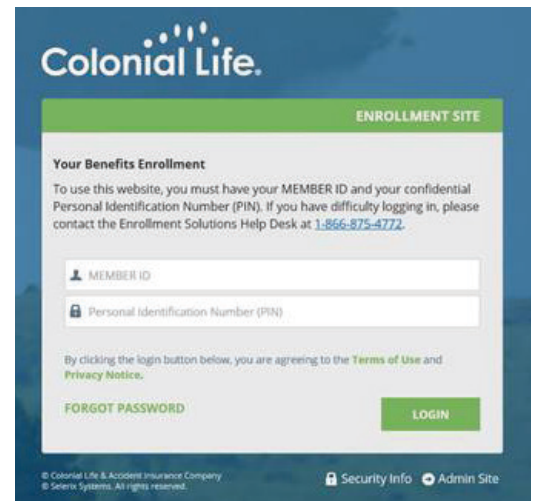 Colonial Life.
ENROLLMENT SITE
Your Benefits Enrollment
To use this website, you must have your MEMBER ID and your confidential
Personal Identification Number (PIN). If you have difficulty logging in, please
contact the Enrollment Solutions Help Desk at 1-866-875-4772.
MEMBER ID
Personal Identification Number (PIN)
By clicking the login button below, you are agreeing to the Terms of Use and
Privacy Notice.
FORGOT PASSWORD
LOGIN
© Colonial Life & Accident Insurance Company
© Selerix Systems. All rights reserved.
Security Info
Admin Site